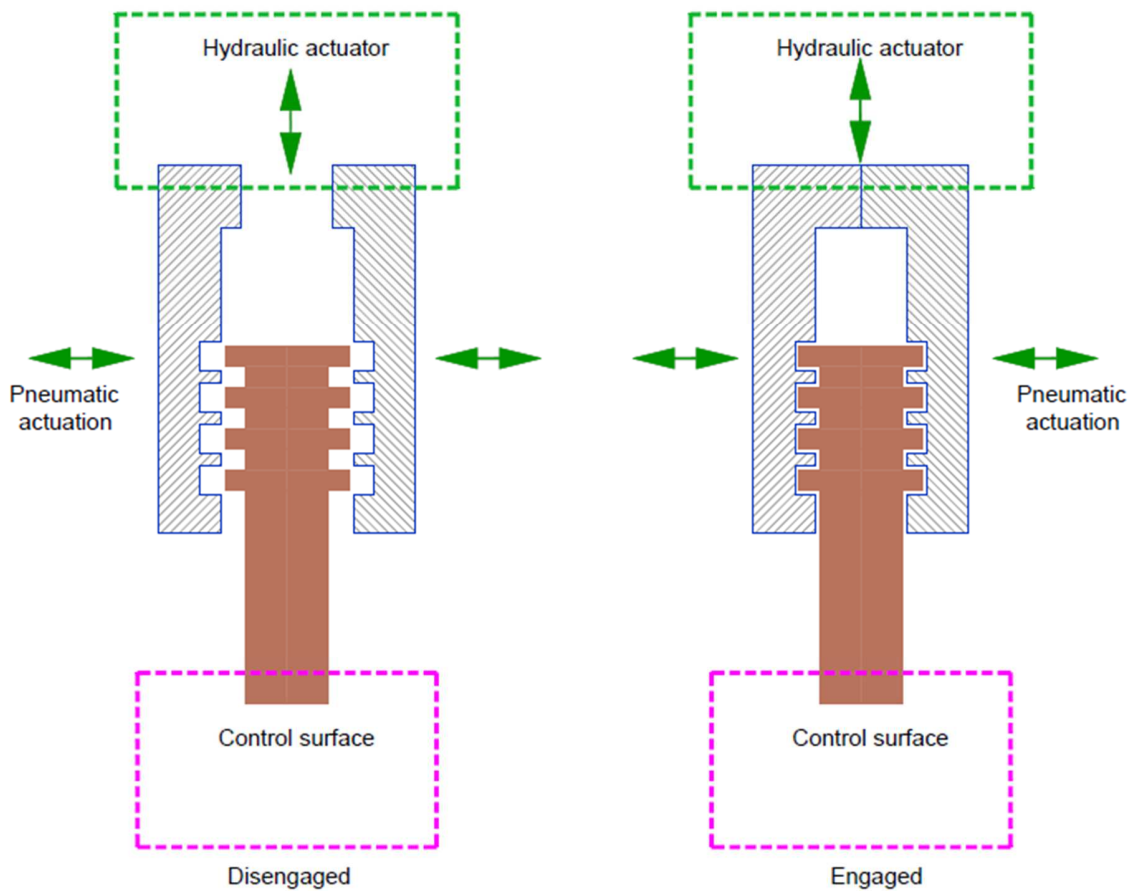 Hydraulic actuator
Hydraulic actuator
Pneumatic
actuation
Pneumatic
actuation
Control surface
Control surface
Disengaged
Engaged